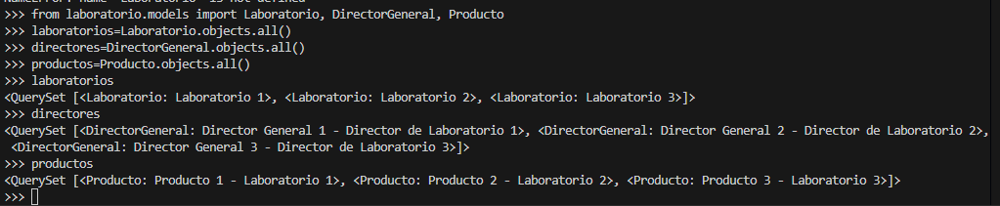 NameError: name 'Laboratorio' is not defined
>>> from laboratorio.models import Laboratorio, DirectorGeneral, Producto
>>> laboratorios=Laboratorio.objects.all()
>>> directores=DirectorGeneral.objects.all()
>>> productos=Producto.objects.all()
>>> laboratorios
<QuerySet [<Laboratorio: Laboratorio 1>, <Laboratorio: Laboratorio 2>, <Laboratorio: Laboratorio 3>]>
>>> directores
<QuerySet [<DirectorGeneral: Director General 1 - Director de Laboratorio 1>, <DirectorGeneral: Director General 2 - Director de Laboratorio 2>,
<DirectorGeneral: Director General 3 - Director de Laboratorio 3>]>
>>> productos
<QuerySet [<Producto: Producto 1 - Laboratorio 1>, <Producto: Producto 2 - Laboratorio 2>, <Producto: Producto 3 - Laboratorio 3>]>
>>>